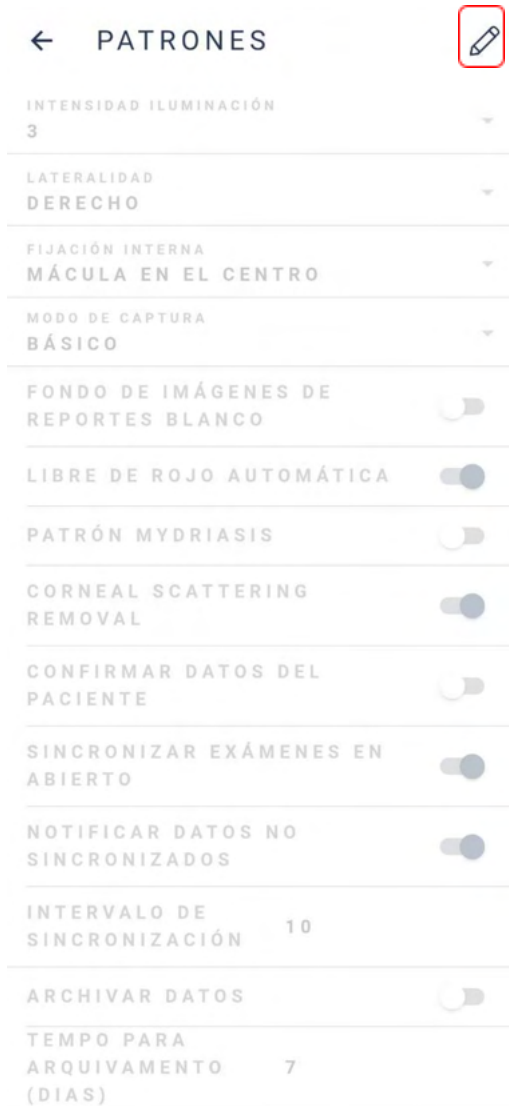 PATRONES
INTENSIDAD ILUMINACIÓN
3
LATERALIDAD
DERECHO
FIJACIÓN INTERNA
MÁCULA EN EL CENTRO
MODO DE CAPTURA
BÁSICO
FONDO DE IMÁGENES DE
REPORTES BLANCO
LIBRE DE ROJO AUTOMÁTICA
PATRÓN MYDRIASIS
CORNEAL SCATTERING
REMOVAL
CONFIRMAR DATOS DEL
PACIENTE
SINCRONIZAR EXÁMENES EN
ABIERTO
NOTIFICAR DATOS NO
SINCRONIZADOS
INTERVALO DE
SINCRONIZACIÓN 10
ARCHIVAR DATOS
TEMPO PARA
ARQUIVAMENTO 7
(DIAS)